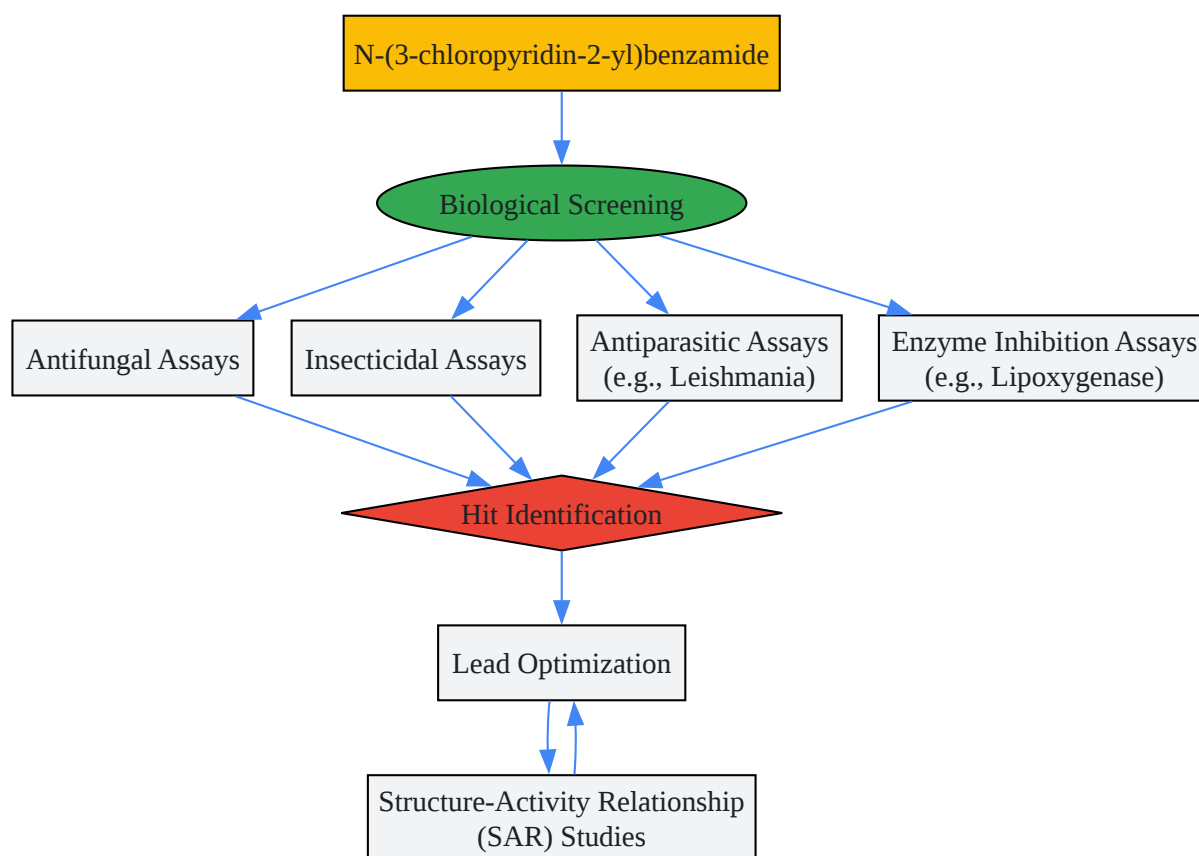 N-(3-chloropyridin-2-yl)benzamide
Biological Screening
Antifungal Assays
Insecticidal Assays
Antiparasitic Assays
(e.g., Leishmania)
Enzyme Inhibition Assays
(e.g., Lipoxygenase)
Hit Identification
Lead Optimization
Structure-Activity Relationship
(SAR) Studies